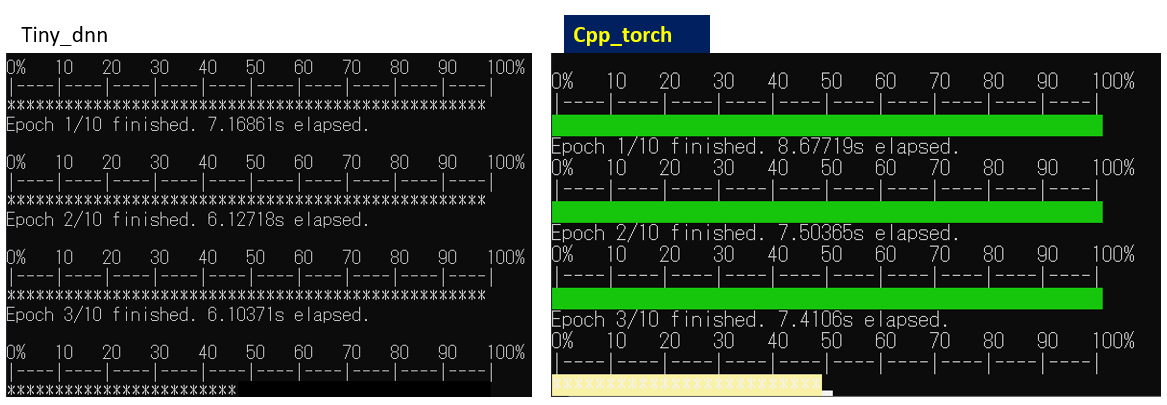 Tiny_dnn
0%   10   20   30   40   50   60   70   80   90   100%
|----|----|----|----|----|----|----|----|----|----|
**************************************************
Epoch 1/10 finished. 7.16861s elapsed.
0%   10   20   30   40   50   60   70   80   90   100%
|----|----|----|----|----|----|----|----|----|----|
**************************************************
Epoch 2/10 finished. 6.12718s elapsed.
0%   10   20   30   40   50   60   70   80   90   100%
|----|----|----|----|----|----|----|----|----|----|
**************************************************
Epoch 3/10 finished. 6.10371s elapsed.
0%   10   20   30   40   50   60   70   80   90   100%
|----|----|----|----|----|----|----|----|----|----|
************************
Cpp_torch
0%   10   20   30   40   50   60   70   80   90   100%
|----|----|----|----|----|----|----|----|----|----|
Epoch 1/10 finished. 8.67719s elapsed.
0%   10   20   30   40   50   60   70   80   90   100%
|----|----|----|----|----|----|----|----|----|----|
Epoch 2/10 finished. 7.50365s elapsed.
0%   10   20   30   40   50   60   70   80   90   100%
|----|----|----|----|----|----|----|----|----|----|
Epoch 3/10 finished. 7.4106s elapsed.
0%   10   20   30   40   50   60   70   80   90   100%
|----|----|----|----|----|----|----|----|----|----|
*************************